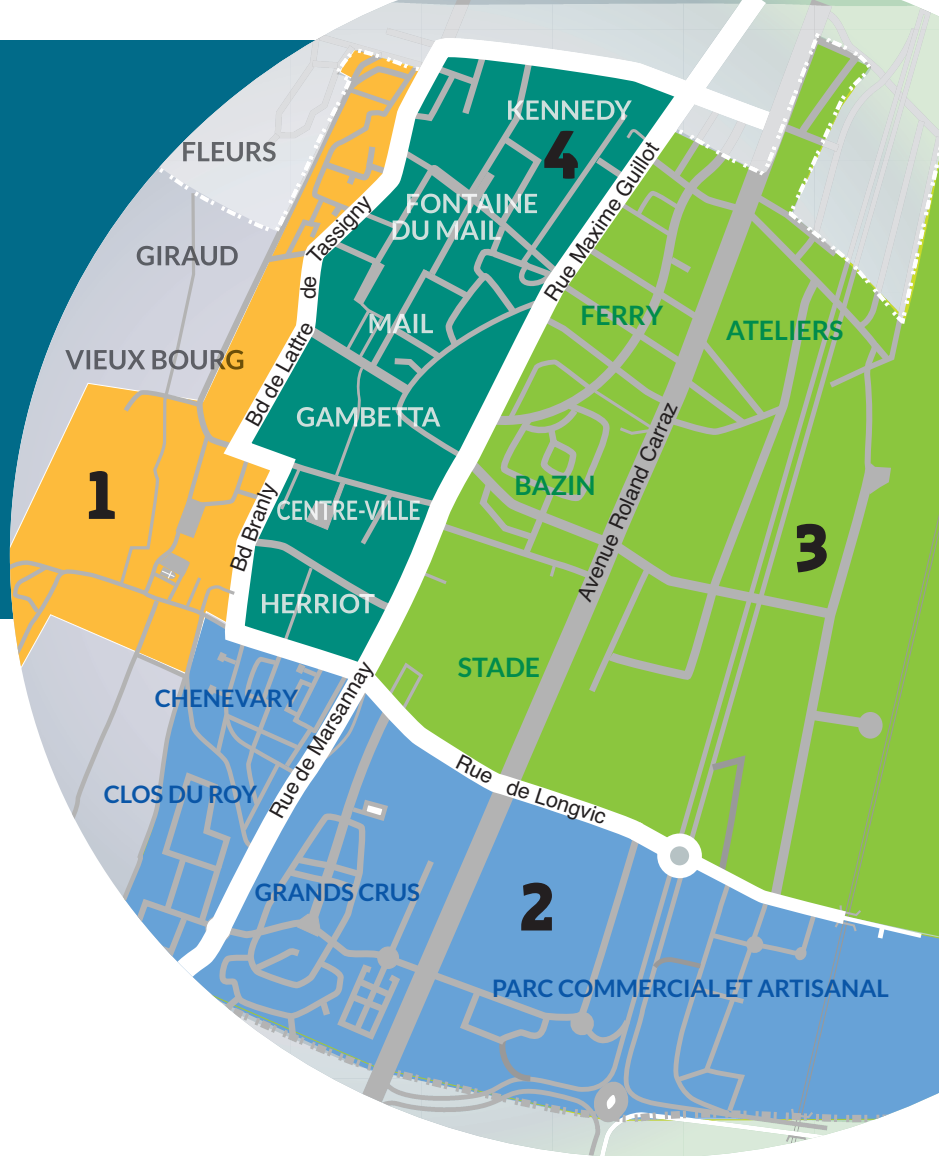 KENNEDY
4
FLEURS
FONTAINE
DU MAIL
Rue Maxime Guillot
Bd de Lattre de Tassigny
GIRAUD
MAIL
FERRY
ATELIERS
VIEUX BOURG
GAMBETTA
1
BAZIN
Avenue Roland Carraz
CENTRE-VILLE
Bd Branly
3
HERRIOT
STADE
CHENEVARY
Rue de Marsannay
CLOS DU ROY
Rue de Longvic
GRANDS CRUS
2
PARC COMMERCIAL ET ARTISANAL